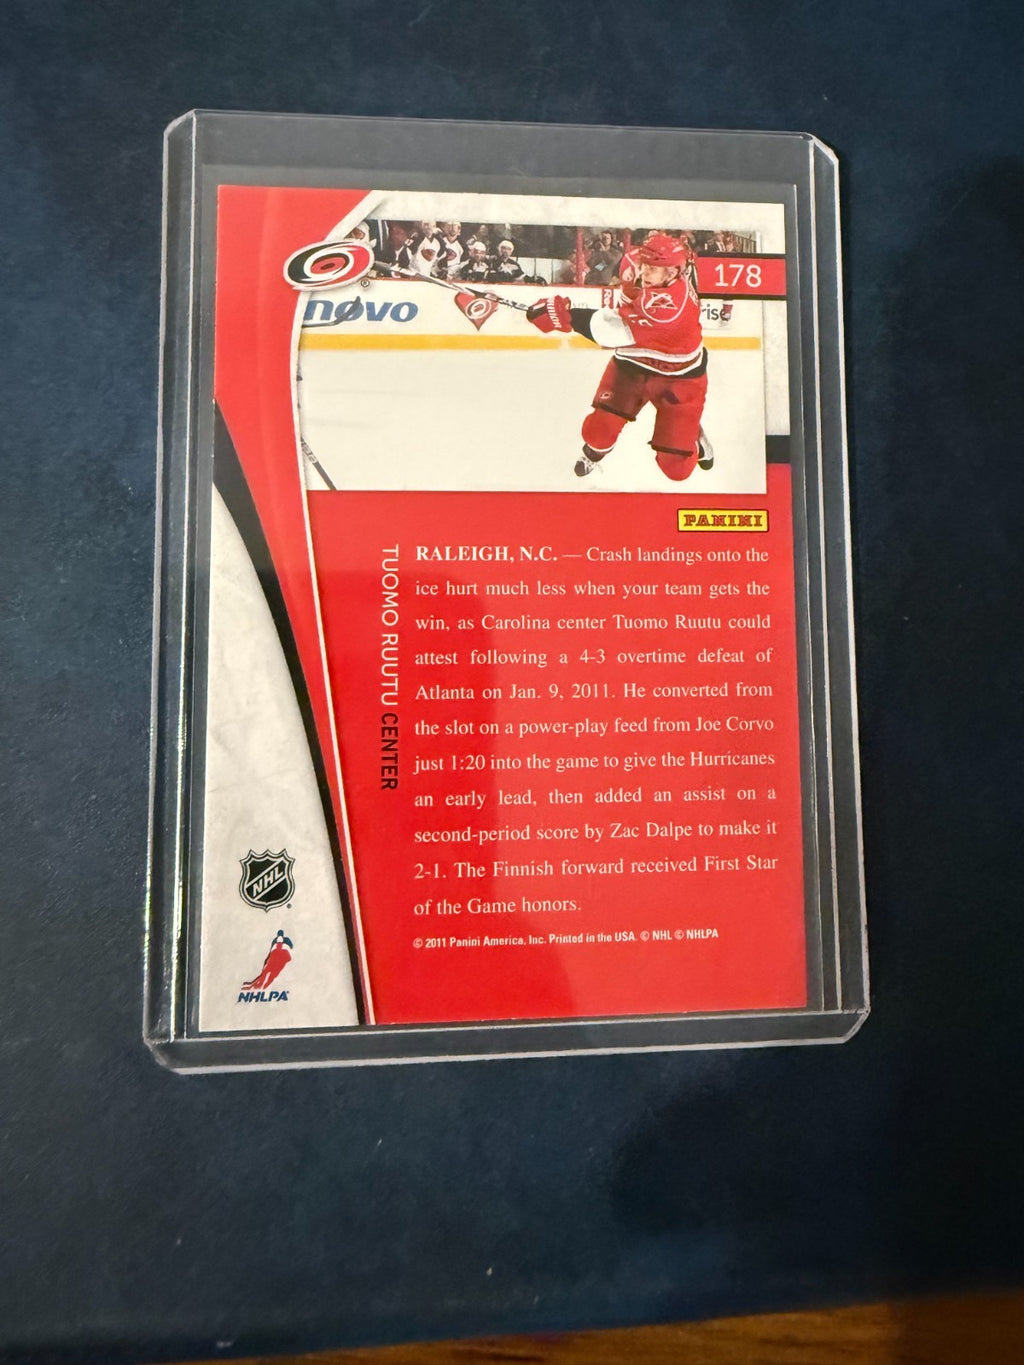 178
novo
rise
PANINI
TUOMO RUUTU CENTER
RALEIGH, N.C. — Crash landings onto the
ice hurt much less when your team gets the
win, as Carolina center Tuomo Ruutu could
attest following a 4-3 overtime defeat of
Atlanta on Jan. 9, 2011. He converted from
the slot on a power-play feed from Joe Corvo
just 1:20 into the game to give the Hurricanes
an early lead, then added an assist on a
second-period score by Zac Dalpe to make it
2-1. The Finnish forward received First Star
of the Game honors.
© 2011 Panini America, Inc. Printed in the USA. © NHL © NHLPA
NHL
®
NHLPA